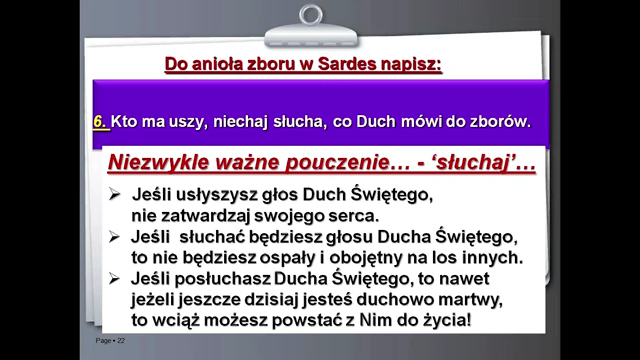 Do anioła zboru w Sardes napisz:
6. Kto ma uszy, niechaj słucha, co Duch mówi do zborów.
Niezwykle ważne pouczenie… - ‘słuchaj’…
➢ Jeśli usłyszysz głos Duch Świętego,
nie zatwardzaj swojego serca.
➢ Jeśli słuchać będziesz głosu Ducha Świętego,
to nie będziesz ospały i obojętny na los innych.
➢ Jeśli posłuchasz Ducha Świętego, to nawet
jeżeli jeszcze dzisiaj jesteś duchowo martwy,
to wciąż możesz powstać z Nim do życia!
Page ▪ 22